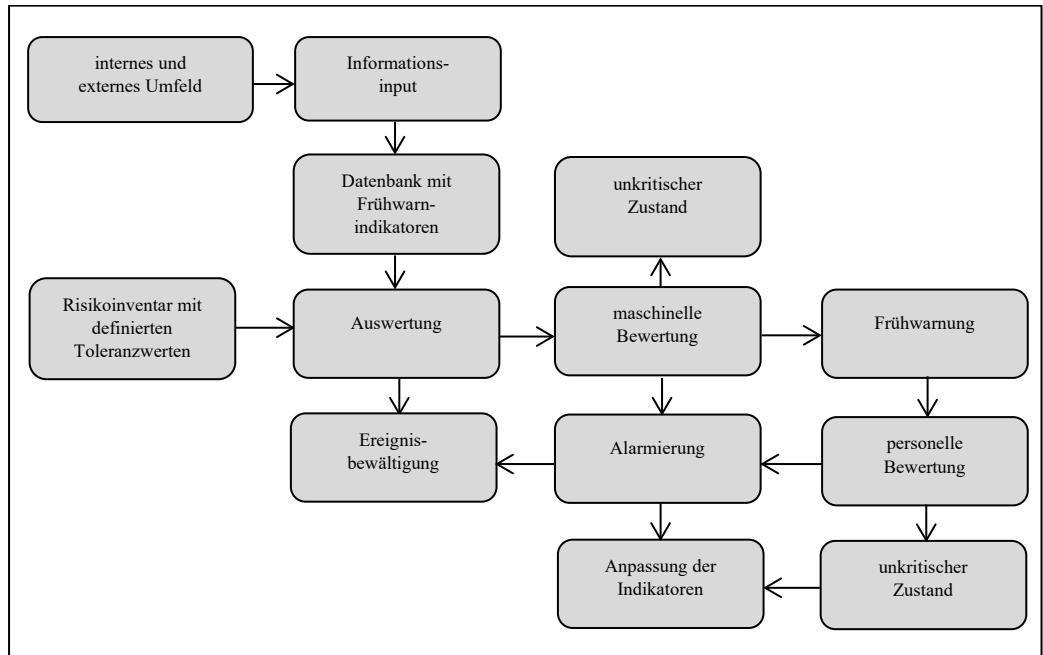 internes und
externes Umfeld
Informations-
input
Datenbank mit
Frühwarn-
indikatoren
unkritischer
Zustand
Risikoinventar mit
definierten
Toleranzwerten
Auswertung
maschinelle
Bewertung
Frühwarnung
Ereignis-
bewältigung
Alarmierung
personelle
Bewertung
Anpassung der
Indikatoren
unkritischer
Zustand